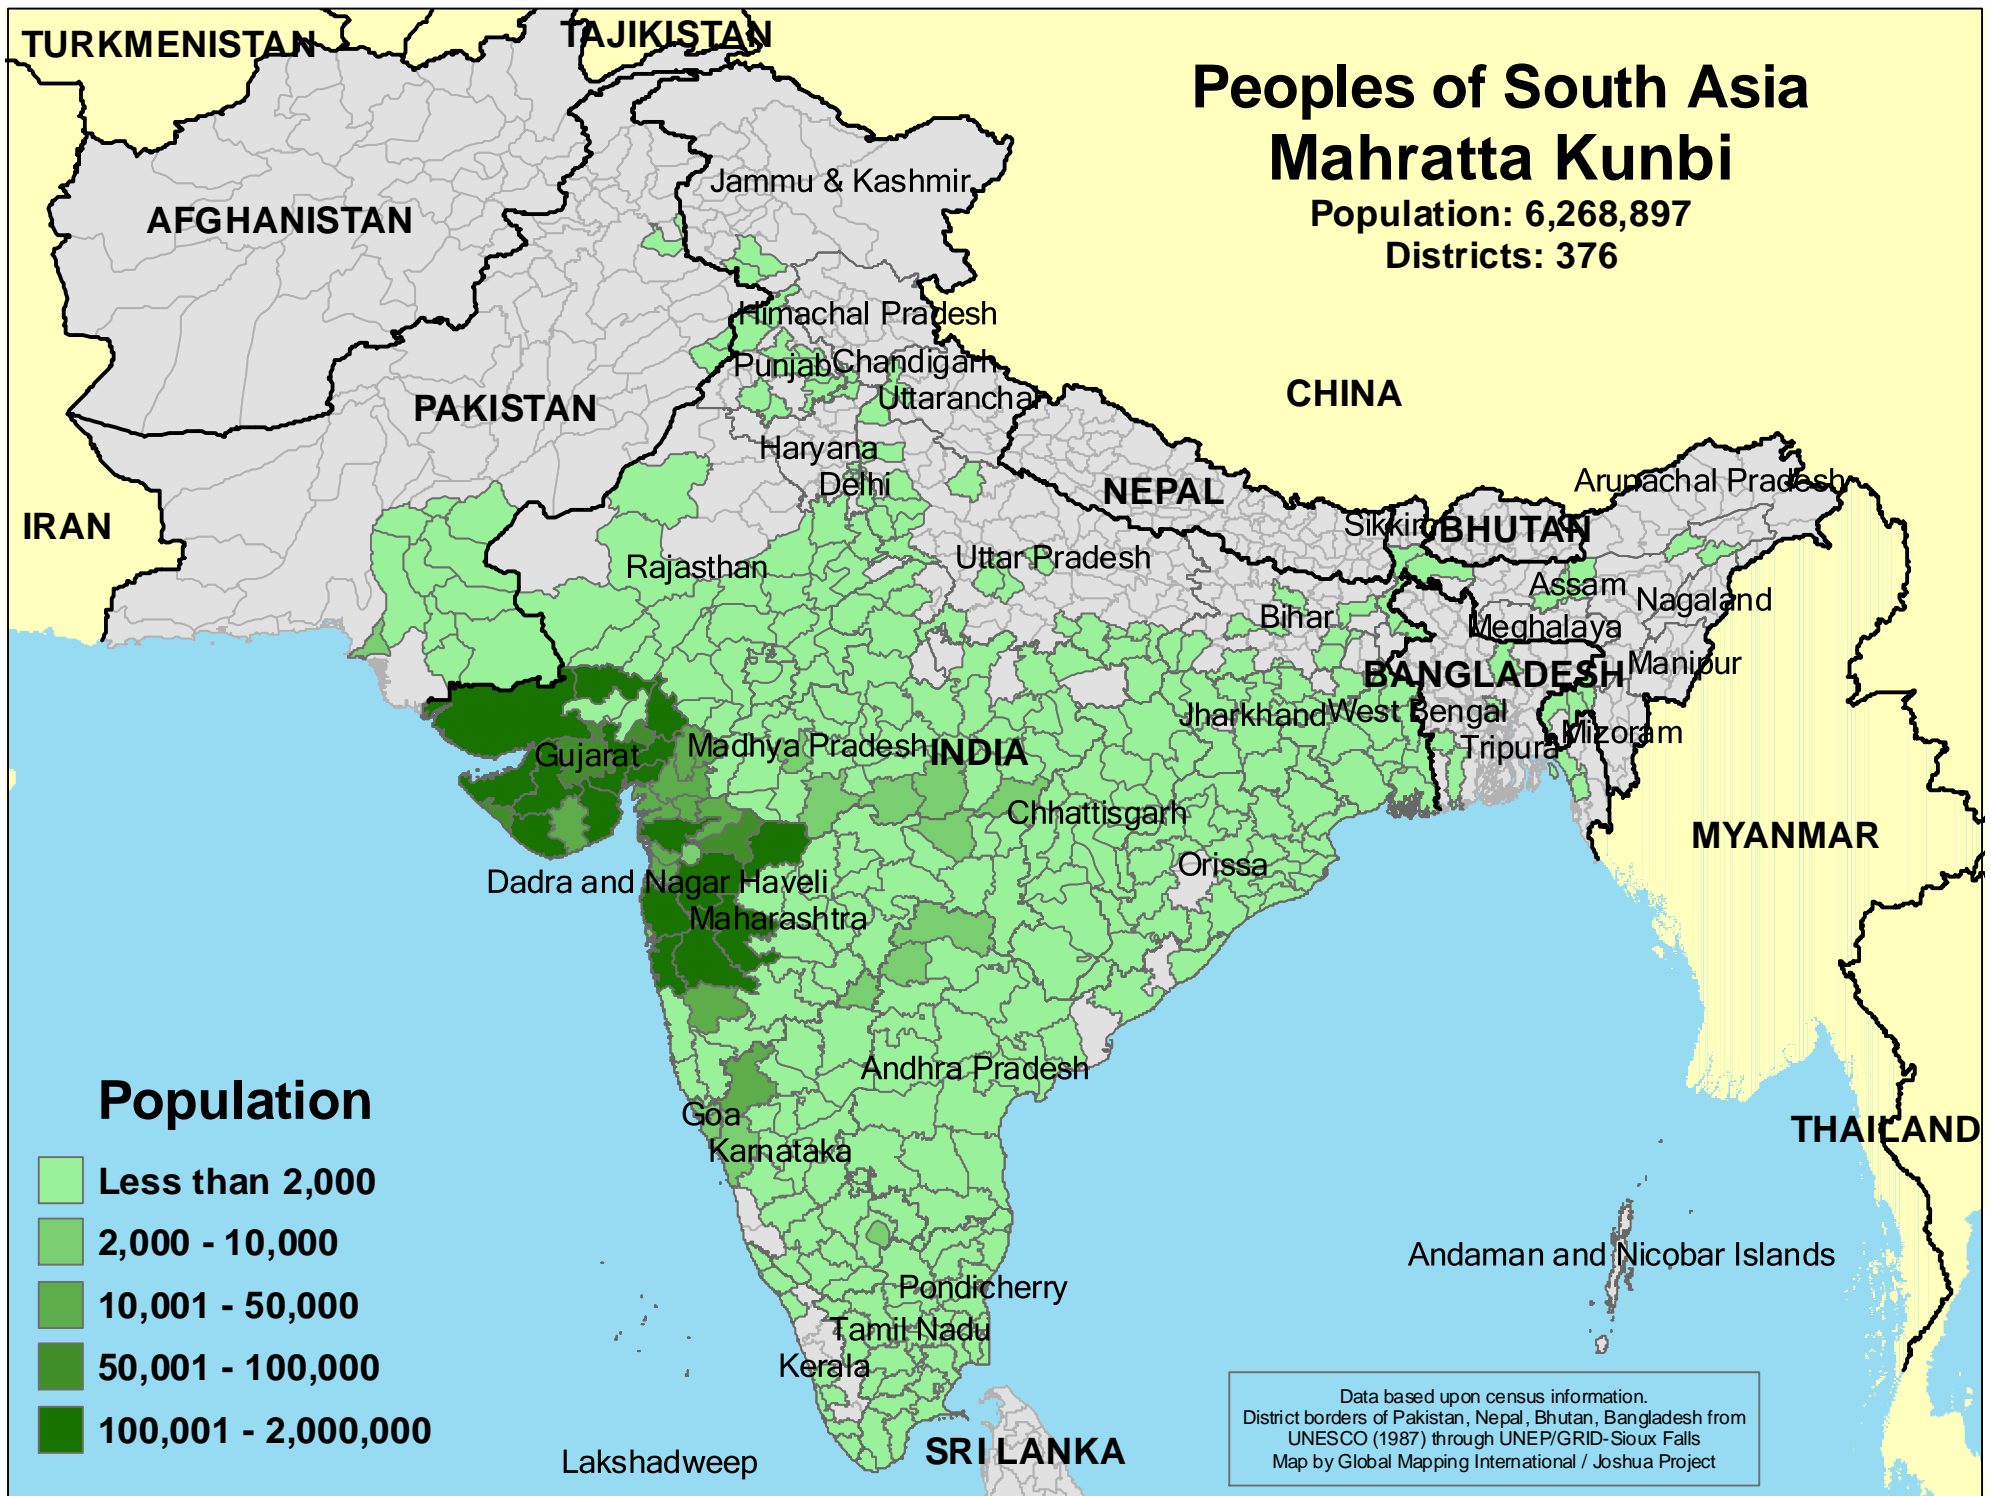 TURKMENISTAN
TAJIKISTAN
Peoples of South Asia
Mahratta Kunbi
Population: 6,268,897
Districts: 376
Jammu & Kashmir
AFGHANISTAN
Himachal Pradesh
Punjab
Chandigarh
CHINA
Uttaranchal
PAKISTAN
Haryana
Delhi
NEPAL
Arunachal Pradesh
IRAN
Sikkim
BHUTAN
Rajasthan
Uttar Pradesh
Assam
Nagaland
Bihar
Meghalaya
BANGLADESH
Manipur
Jharkhand
West Bengal
Mizoram
Tripura
Gujarat
Madhya Pradesh
INDIA
Chhattisgarh
MYANMAR
Orissa
Dadra and Nagar Haveli
Maharashtra
Andhra Pradesh
Goa
Karnataka
THAILAND
Andaman and Nicobar Islands
Pondicherry
Tamil Nadu
Kerala
SRI LANKA
Lakshadweep
Population
Less than 2,000
2,000 - 10,000
10,001 - 50,000
50,001 - 100,000
100,001 - 2,000,000
Data based upon census information.
District borders of Pakistan, Nepal, Bhutan, Bangladesh from
UNESCO (1987) through UNEP/GRID-Sioux Falls
Map by Global Mapping International / Joshua Project